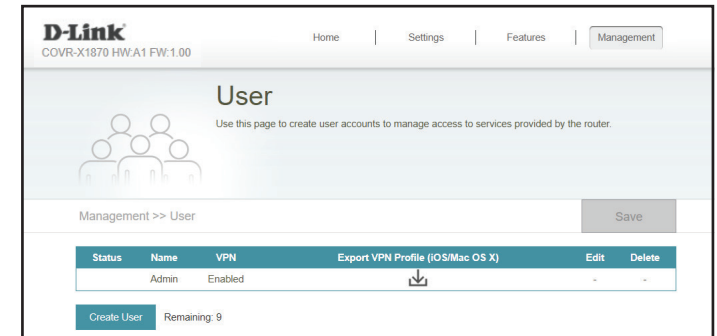 D-Link
COVR-X1870 HW:A1 FW:1.00
Home | Settings | Features | Management
User
Use this page to create user accounts to manage access to services provided by the router.
Management >> User
Save
Status Name VPN Export VPN Profile (iOS/Mac OS X) Edit Delete
Admin Enabled - -
Create User Remaining: 9